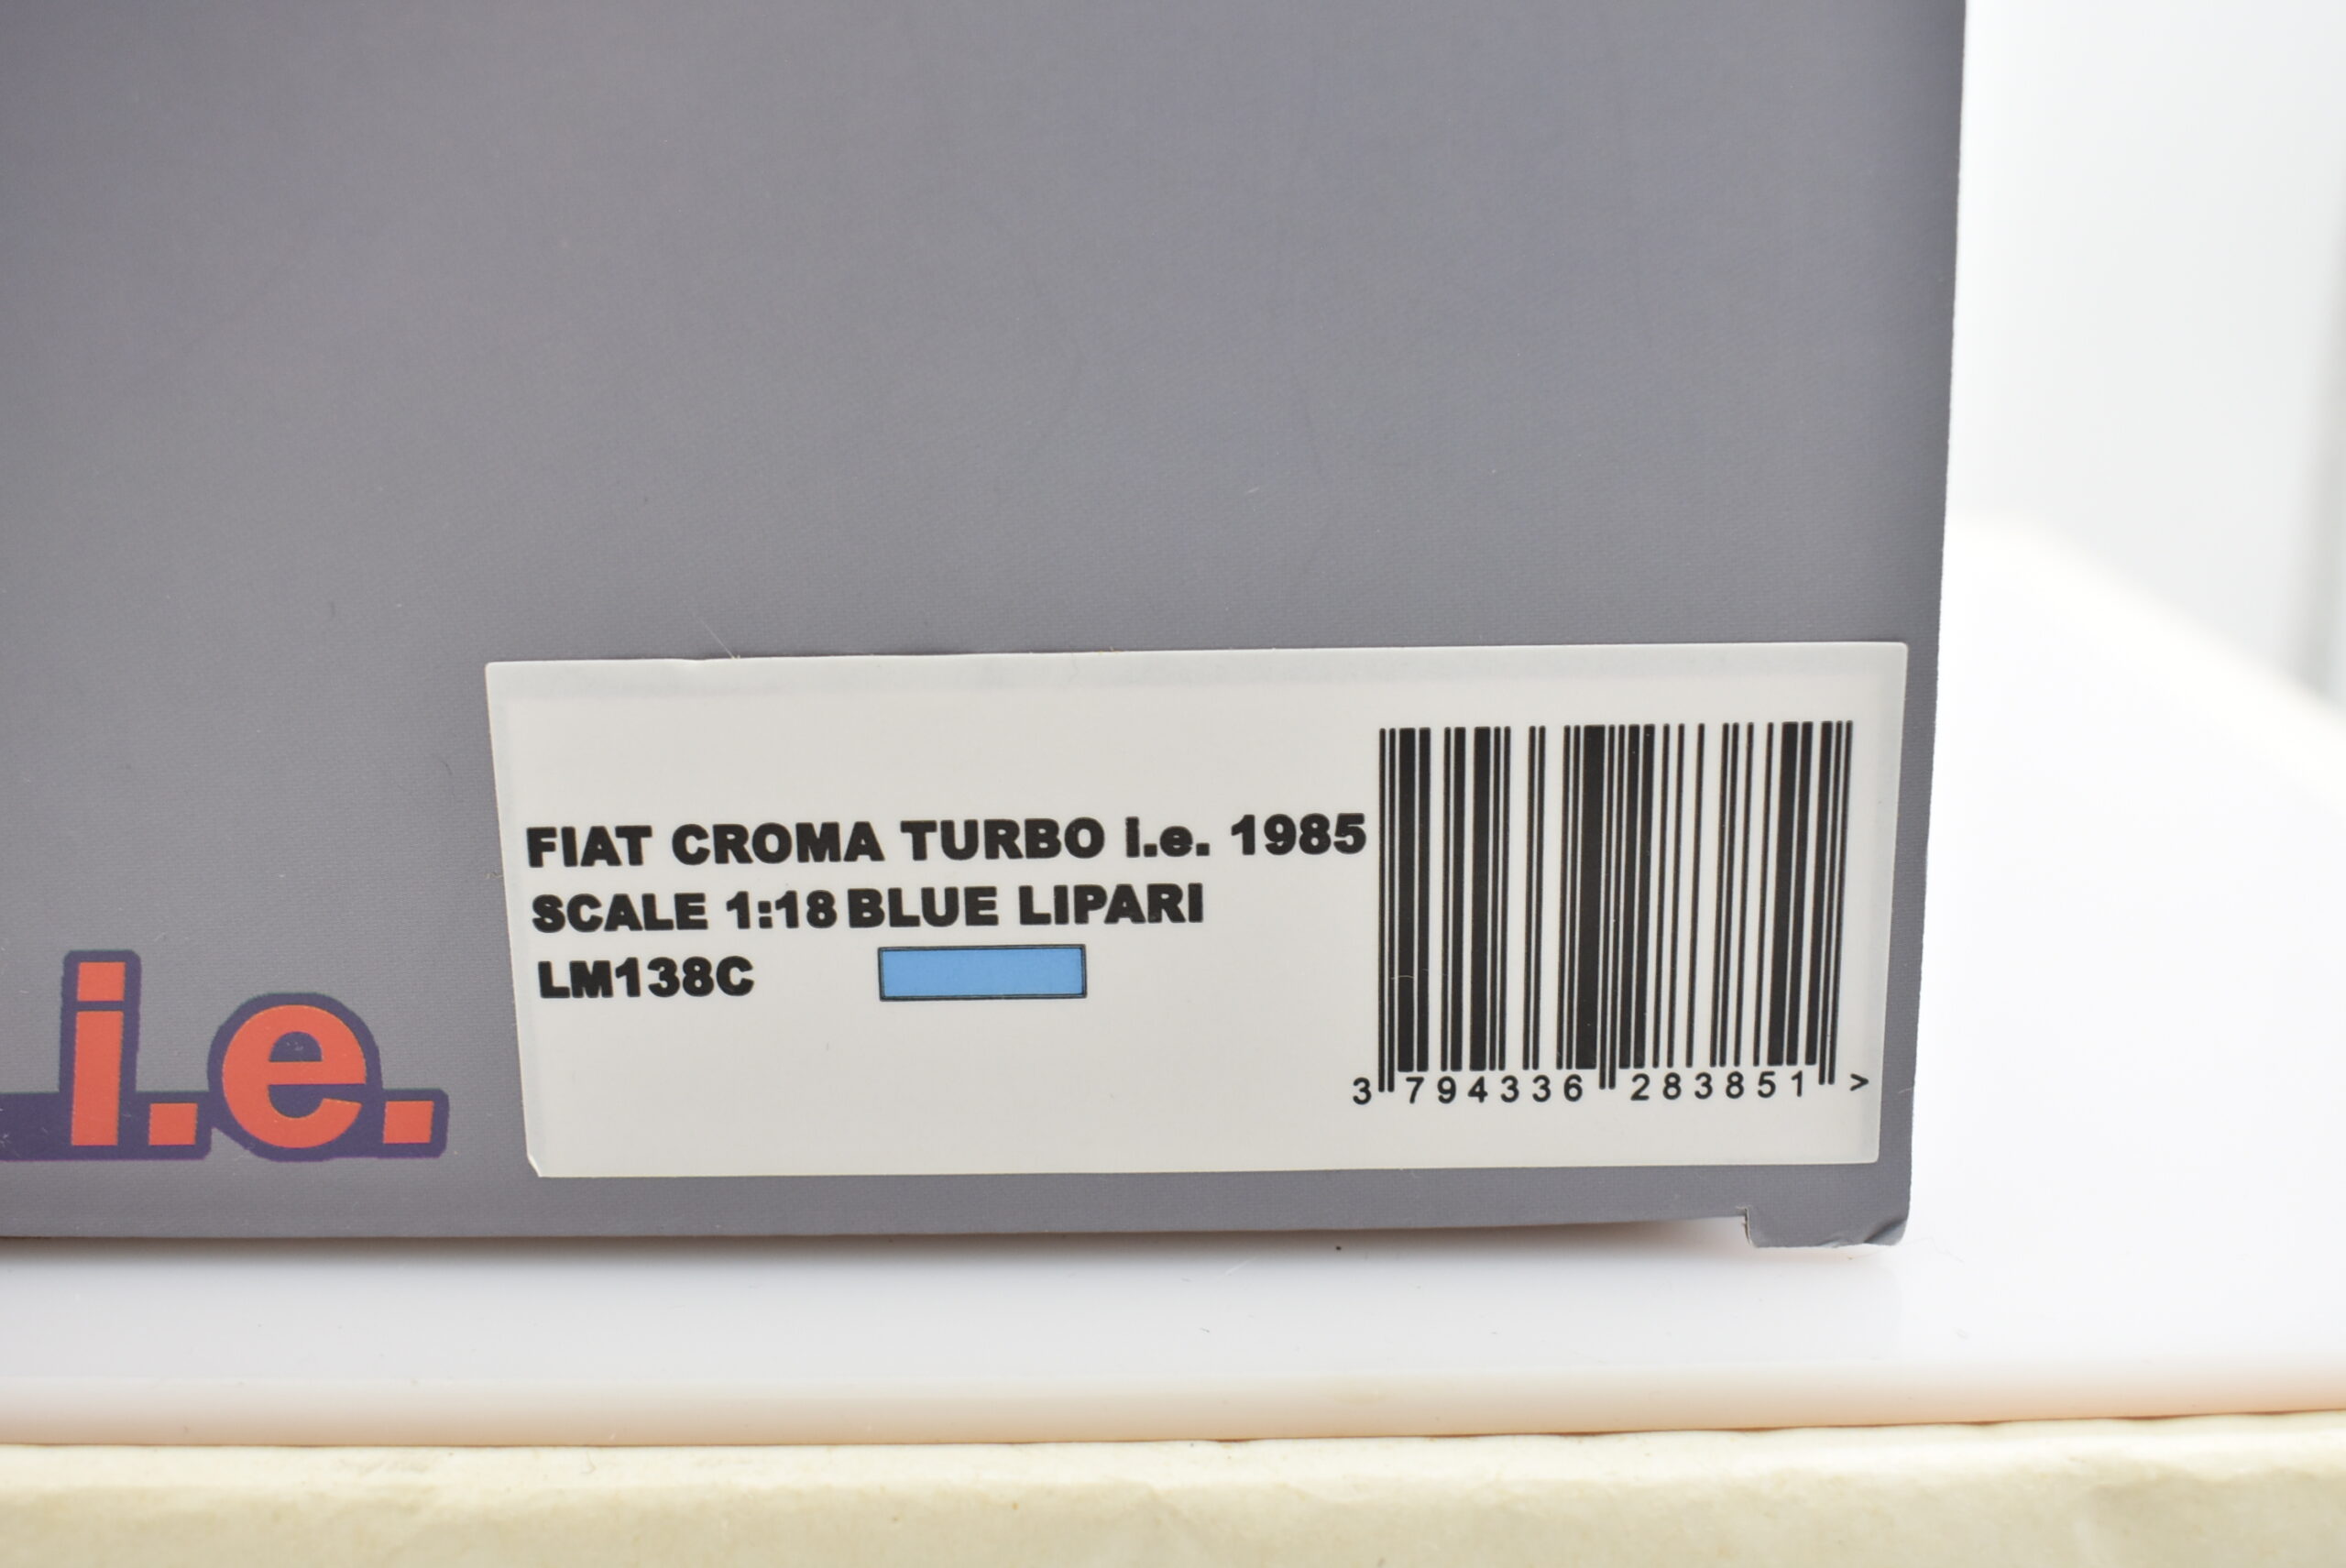 FIAT CROMA TURBO i.e. 1985
SCALE 1:18 BLUE LIPARI
LM138C
3 794336 283851 >
i.e.